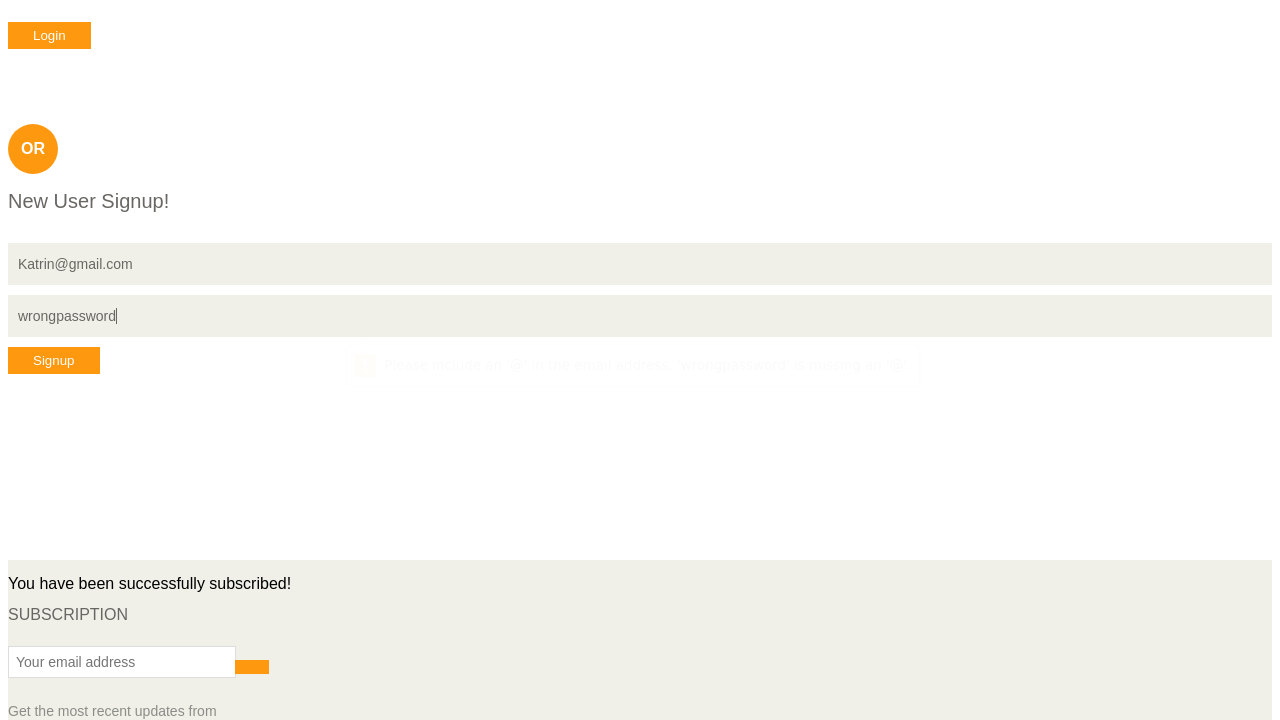 Login
OR
New User Signup!
Katrin@gmail.com
wrongpassword
Signup
Please include an '@' in the email address. 'wrongpassword' is missing an '@'.
You have been successfully subscribed!
SUBSCRIPTION
Your email address
Get the most recent updates from